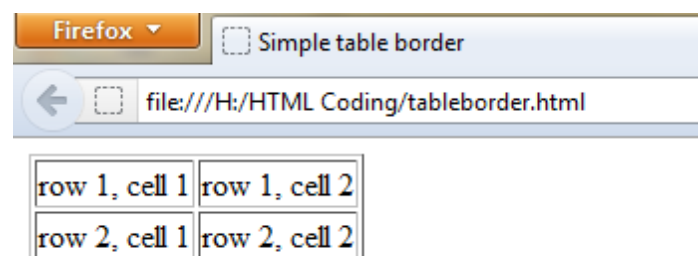 Firefox
Simple table border
file:///H:/HTML Coding/tableborder.html
row 1, cell 1 row 1, cell 2
row 2, cell 1 row 2, cell 2